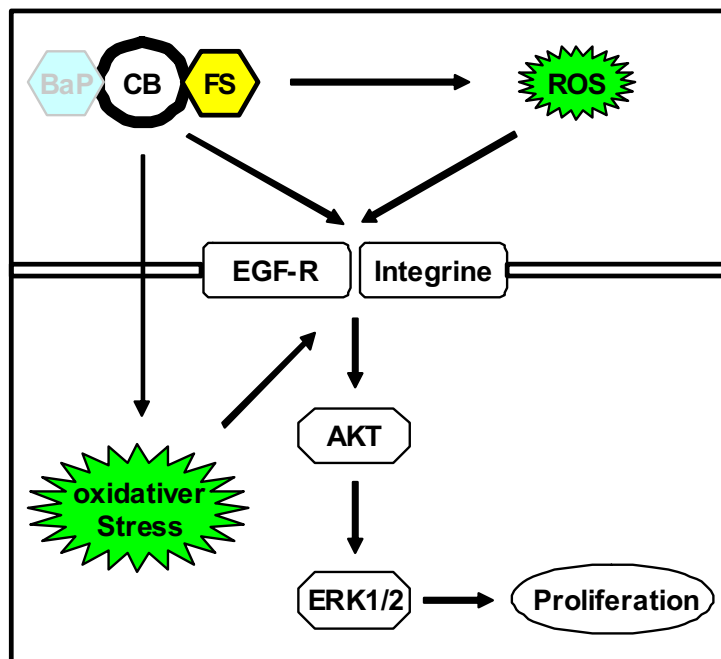 BaP
CB
FS
ROS
EGF-R
Integrine
AKT
oxidativer
Stress
ERK1/2
Proliferation